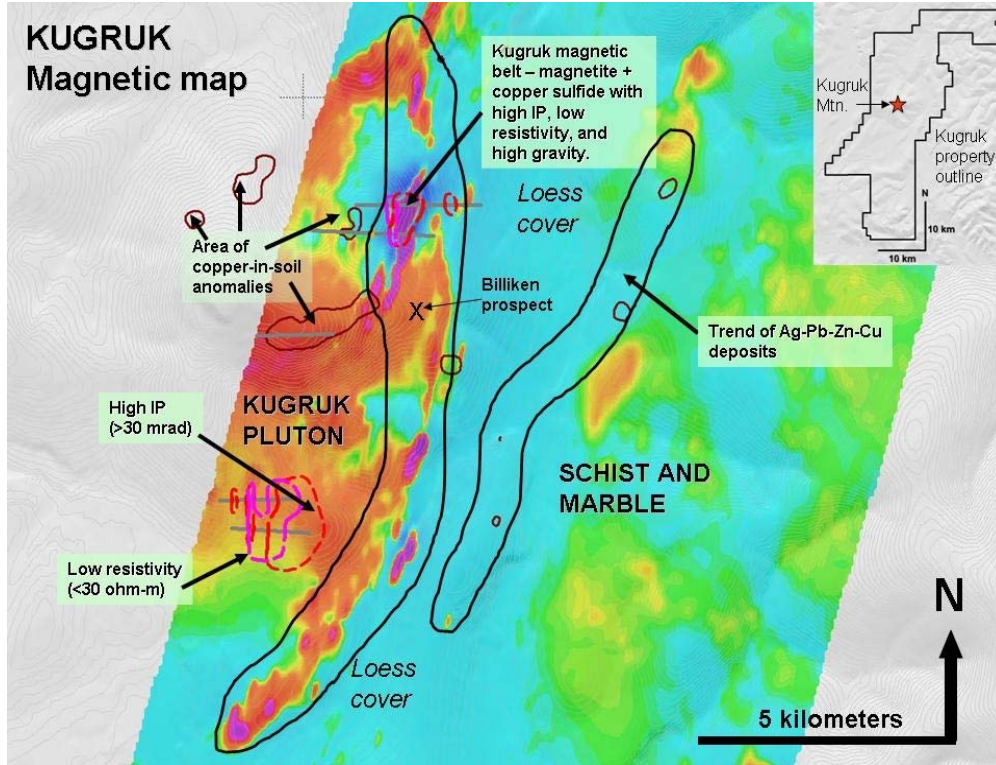 KUGRUK
Magnetic map
Kugruk magnetic
belt – magnetite +
copper sulfide with
high IP, low
resistivity, and
high gravity.
Kugruk
Mtn.
Kugruk
property
outline
N
10 km
10 km
Loess
cover
Area of
copper-in-soil
anomalies
X
Billiken
prospect
Trend of Ag-Pb-Zn-Cu
deposits
High IP
(>30 mrad)
KUGRUK
PLUTON
SCHIST AND
MARBLE
Low resistivity
(<30 ohm-m)
Loess
cover
N
5 kilometers